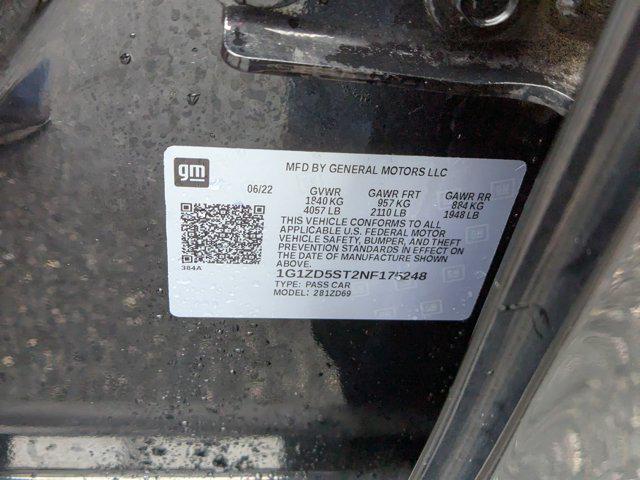 gm
MFD BY GENERAL MOTORS LLC
06/22 GVWR GAWR FRT GAWR RR
1840 KG 957 KG 884 KG
4057 LB 2110 LB 1948 LB
THIS VEHICLE CONFORMS TO ALL
APPLICABLE U.S. FEDERAL MOTOR
VEHICLE SAFETY, BUMPER, AND THEFT
PREVENTION STANDARDS IN EFFECT ON
THE DATE OF MANUFACTURE SHOWN
ABOVE.
384A
1G1ZD5ST2NF175248
TYPE: PASS CAR
MODEL: 281ZD69